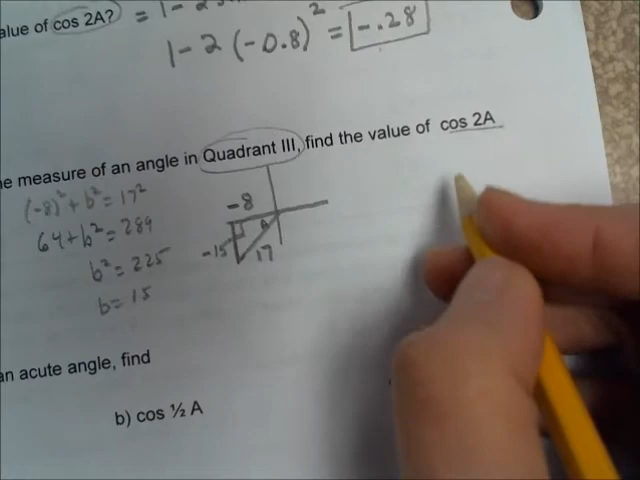 alue of cos 2A? = 1 - 2
1 - 2 (-0.8)² = -.28
e measure of an angle in Quadrant III, find the value of cos 2A
(-8)² + b² = 17²
64 + b² = 289
b² = 225
b = 15
-8
A
-15
17
an acute angle, find
b) cos ½ A